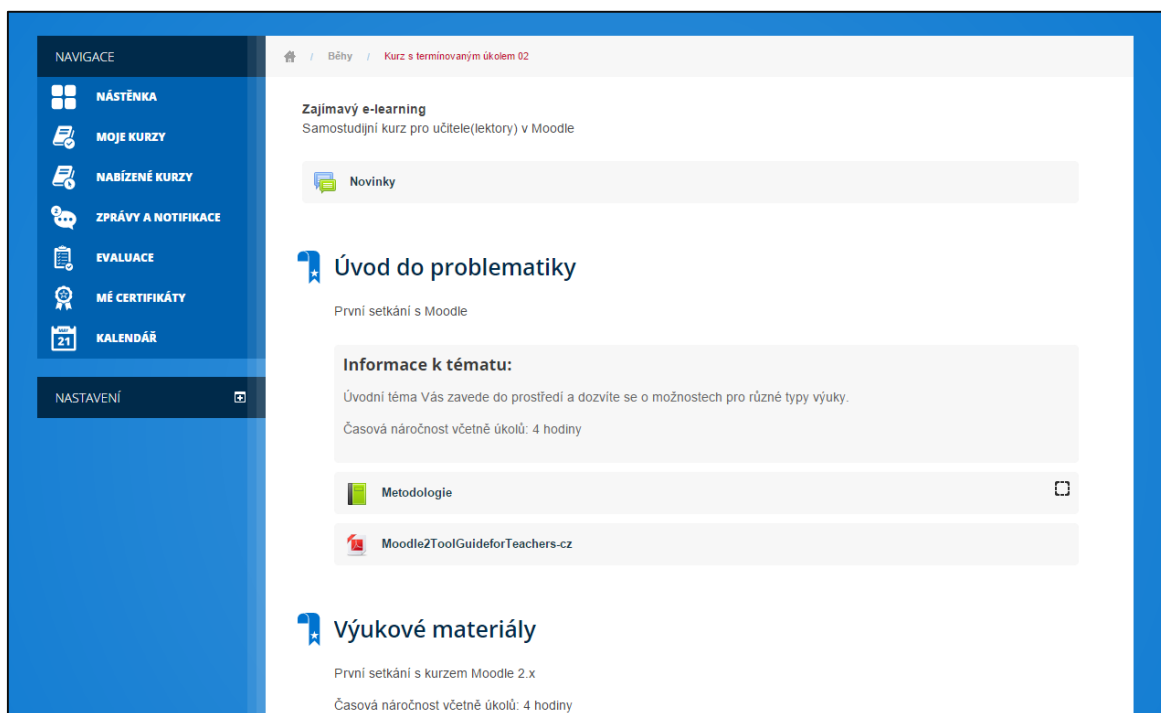 NAVIGACE
NÁSTĚNKA
MOJE KURZY
NABÍZENÉ KURZY
2
ZPRÁVY A NOTIFIKACE
EVALUACE
MÉ CERTIFIKÁTY
MAY
21
KALENDÁŘ
NASTAVENÍ
/ Běhy / Kurz s termínovaným úkolem 02
Zajímavý e-learning
Samostudijní kurz pro učitele(lektory) v Moodle
Novinky
Úvod do problematiky
První setkání s Moodle
Informace k tématu:
Úvodní téma Vás zavede do prostředí a dozvíte se o možnostech pro různé typy výuky.
Časová náročnost včetně úkolů: 4 hodiny
Metodologie
Moodle2ToolGuideforTeachers-cz
Výukové materiály
První setkání s kurzem Moodle 2.x
Časová náročnost včetně úkolů: 4 hodiny